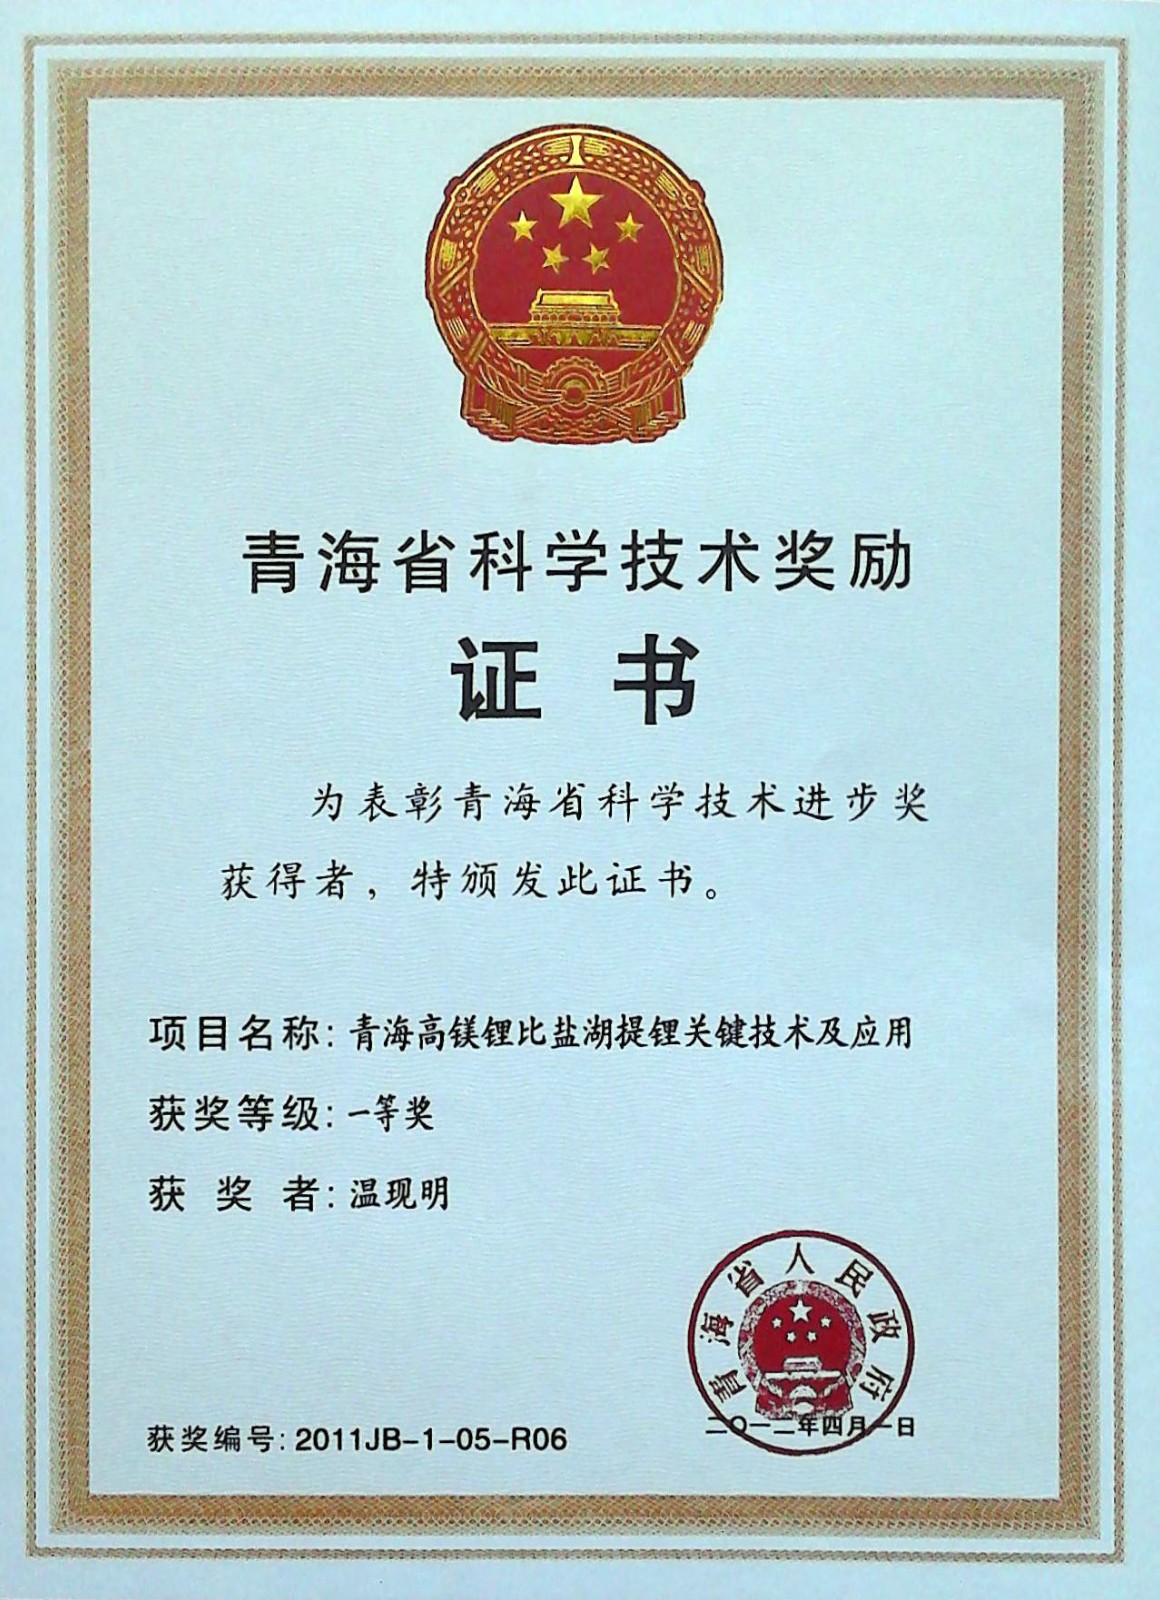 青海省科学技术奖励
证书
为表彰青海省科学技术进步奖
获得者，特颁发此证书。
项目名称：青海高镁锂比盐湖提锂关键技术及应用
获奖等级：一等奖
获奖者：温现明
青海省人民政府
二〇一二年四月一日
获奖编号：2011JB-1-05-R06